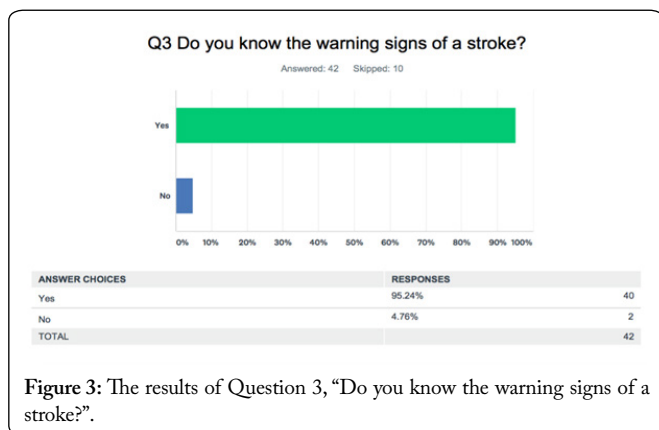 Q3 Do you know the warning signs of a stroke?
Answered: 42 Skipped: 10
Yes
No
0% 10% 20% 30% 40% 50% 60% 70% 80% 90% 100%
ANSWER CHOICES RESPONSES
Yes 95.24% 40
No 4.76% 2
TOTAL 42
Figure 3: The results of Question 3, “Do you know the warning signs of a
stroke?”.